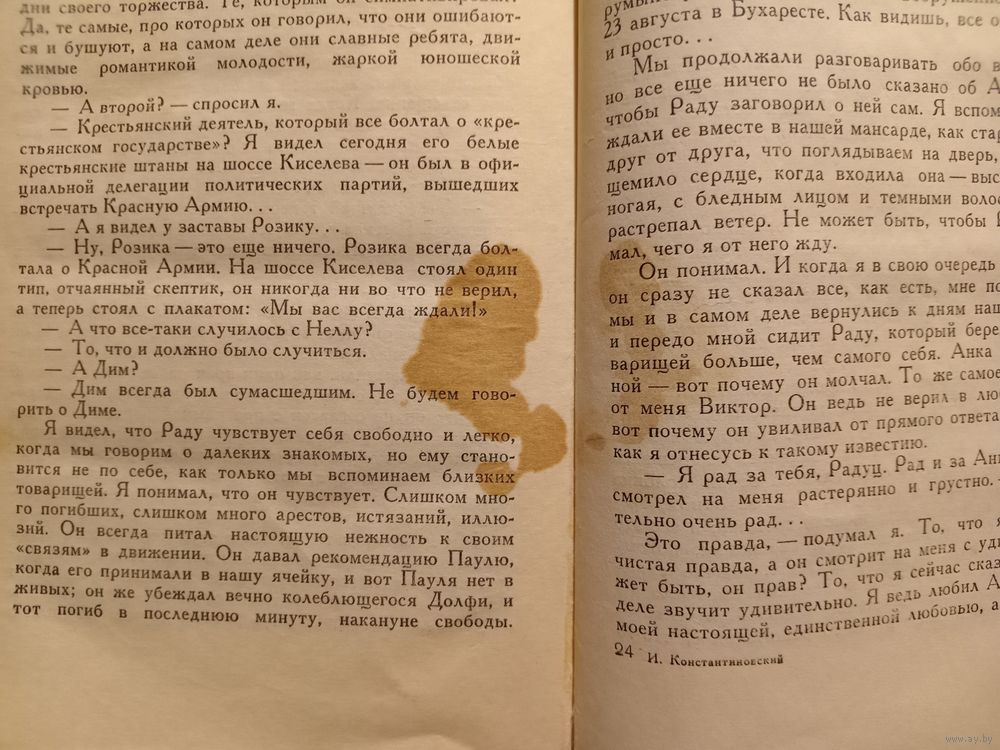 дни своего торжества. Те, которым он
Да, те самые, про которых он говорил, что они ошибают-
ся и бушуют, а на самом деле они славные ребята, дви-
жимые романтикой молодости, жаркой юношеской
кровью.
— А второй? — спросил я.
— Крестьянский деятель, который все болтал о «кре-
стьянском государстве»? Я видел сегодня его белые
крестьянские штаны на шоссе Киселева — он был в офи-
циальной делегации политических партий, вышедших
встречать Красную Армию...
— А я видел у заставы Розику...
— Ну, Розика — это еще ничего. Розика всегда бол-
тала о Красной Армии. На шоссе Киселева стоял один
тип, отчаянный скептик, он никогда ни во что не верил,
а теперь стоял с плакатом: «Мы вас всегда ждали!»
— А что все-таки случилось с Неллу?
— То, что и должно было случиться.
— А Дим?
— Дим всегда был сумасшедшим. Не будем гово-
рить о Диме.
Я видел, что Раду чувствует себя свободно и легко,
когда мы говорим о далеких знакомых, но ему стано-
вится не по себе, как только мы вспоминаем близких
товарищей. Я понимал, что он чувствует. Слишком мно-
го погибших, слишком много арестов, истязаний, иллю-
зий. Он всегда питал настоящую нежность к своим
«связям» в движении. Он давал рекомендацию Паулю,
когда его принимали в нашу ячейку, и вот Пауля нет в
живых; он же убеждал вечно колеблющегося Долфи, и
тот погиб в последнюю минуту, накануне свободы.
23 августа в Бухаресте. Как видишь, все о
и просто...
Мы продолжали разговаривать обо в
но все еще ничего не было сказано об А
чтобы Раду заговорил о ней сам. Я вспом
ждали ее вместе в нашей мансарде, как ста
друг от друга, что поглядываем на дверь,
щемило сердце, когда входила она — выс
ногая, с бледным лицом и темными волос
растрепал ветер. Не может быть, чтобы
мал, чего я от него жду.
Он понимал. И когда я в свою очередь
он сразу не сказал все, как есть, мне по
мы и в самом деле вернулись к дням наш
и передо мной сидит Раду, который бере
варищей больше, чем самого себя. Анка
ной — вот почему он молчал. То же самое
от меня Виктор. Он ведь не верил в лю
вот почему он увиливал от прямого ответа
как я отнесусь к такому известию.
— Я рад за тебя, Радуц. Рад и за Анк
смотрел на меня растерянно и грустно.—
тельно очень рад...
Это правда, — подумал я. То, что я
чистая правда, а он смотрит на меня с уди
жет быть, он прав? То, что я сейчас сказ
деле звучит удивительно. Я ведь любил А
моей настоящей, единственной любовью, а
24 И. Константиновский
www.ay.by